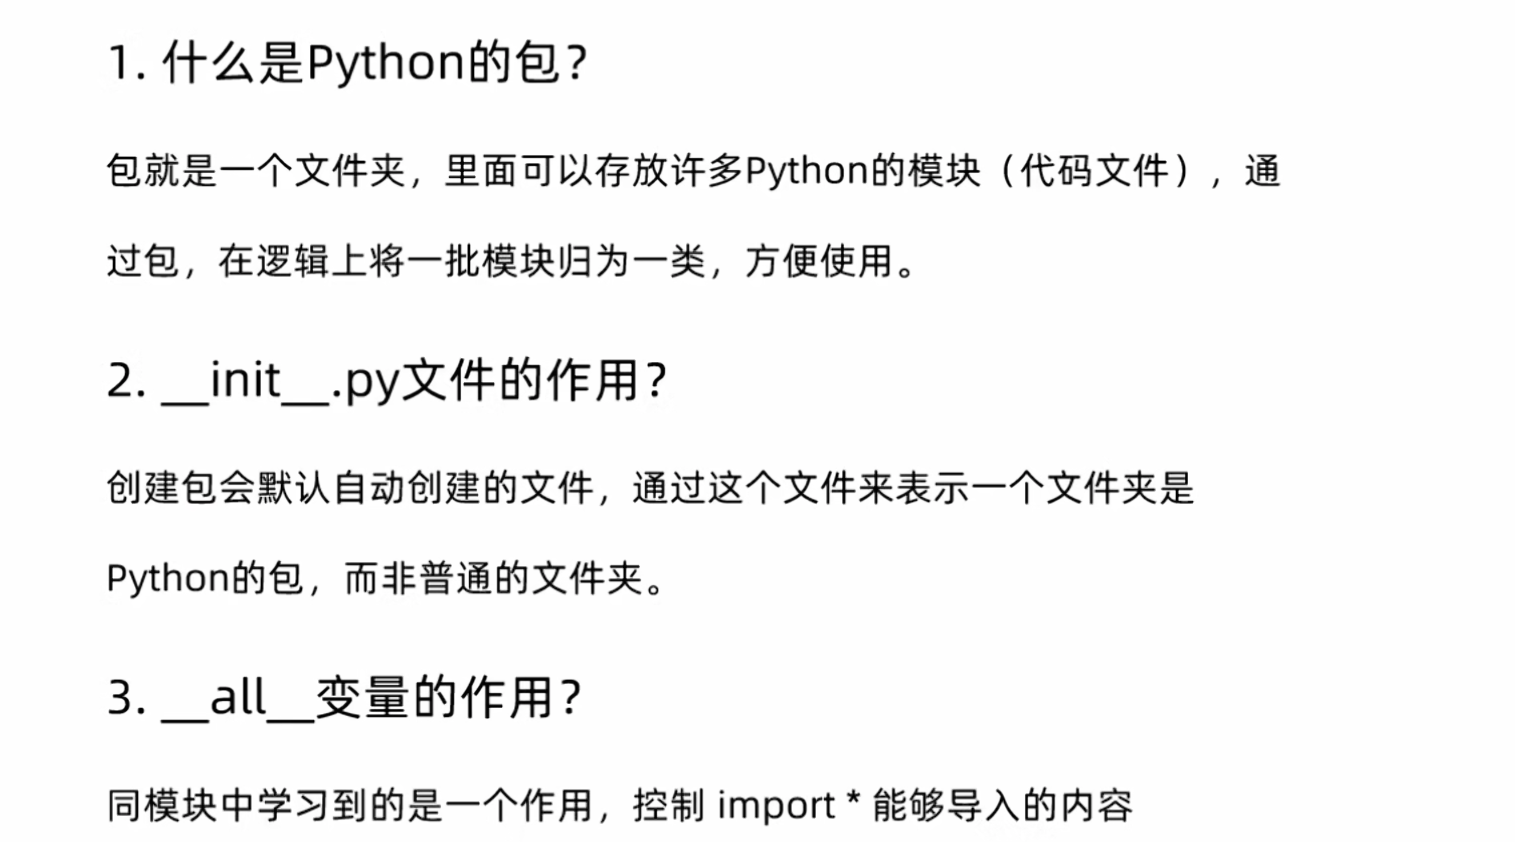 1. 什么是Python的包？
包就是一个文件夹，里面可以存放许多Python的模块（代码文件），通
过包，在逻辑上将一批模块归为一类，方便使用。
2. __init__.py文件的作用？
创建包会默认自动创建的文件，通过这个文件来表示一个文件夹是
Python的包，而非普通的文件夹。
3. __all__变量的作用？
同模块中学习到的是一个作用，控制 import * 能够导入的内容